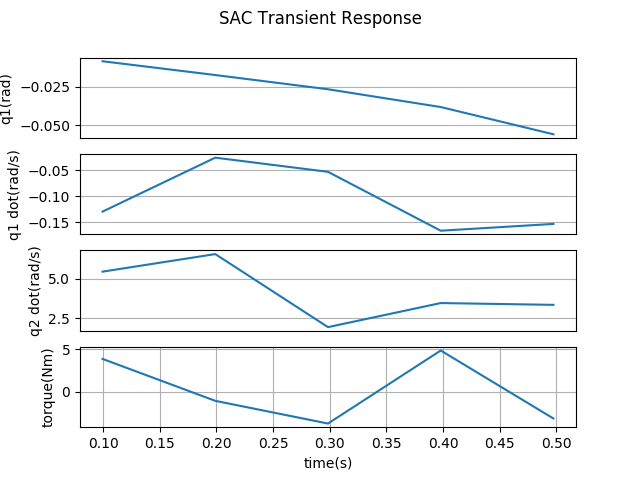 SAC Transient Response
q1(rad)
−0.025
−0.050
q1 dot(rad/s)
−0.05
−0.10
−0.15
q2 dot(rad/s)
5.0
2.5
torque(Nm)
5
0
0.10 0.15 0.20 0.25 0.30 0.35 0.40 0.45 0.50
time(s)